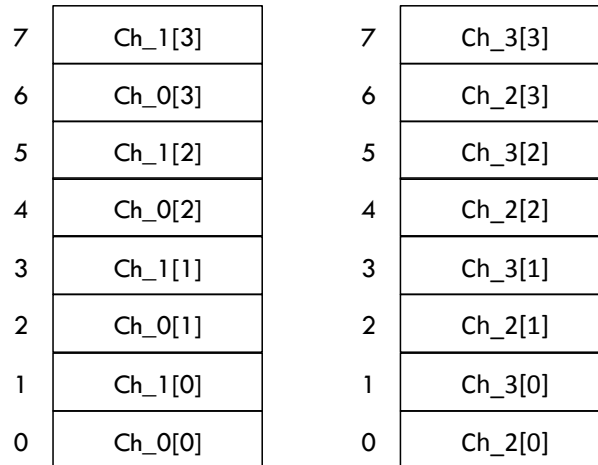 7 Ch_1[3] 7 Ch_3[3]
6 Ch_0[3] 6 Ch_2[3]
5 Ch_1[2] 5 Ch_3[2]
4 Ch_0[2] 4 Ch_2[2]
3 Ch_1[1] 3 Ch_3[1]
2 Ch_0[1] 2 Ch_2[1]
1 Ch_1[0] 1 Ch_3[0]
0 Ch_0[0] 0 Ch_2[0]